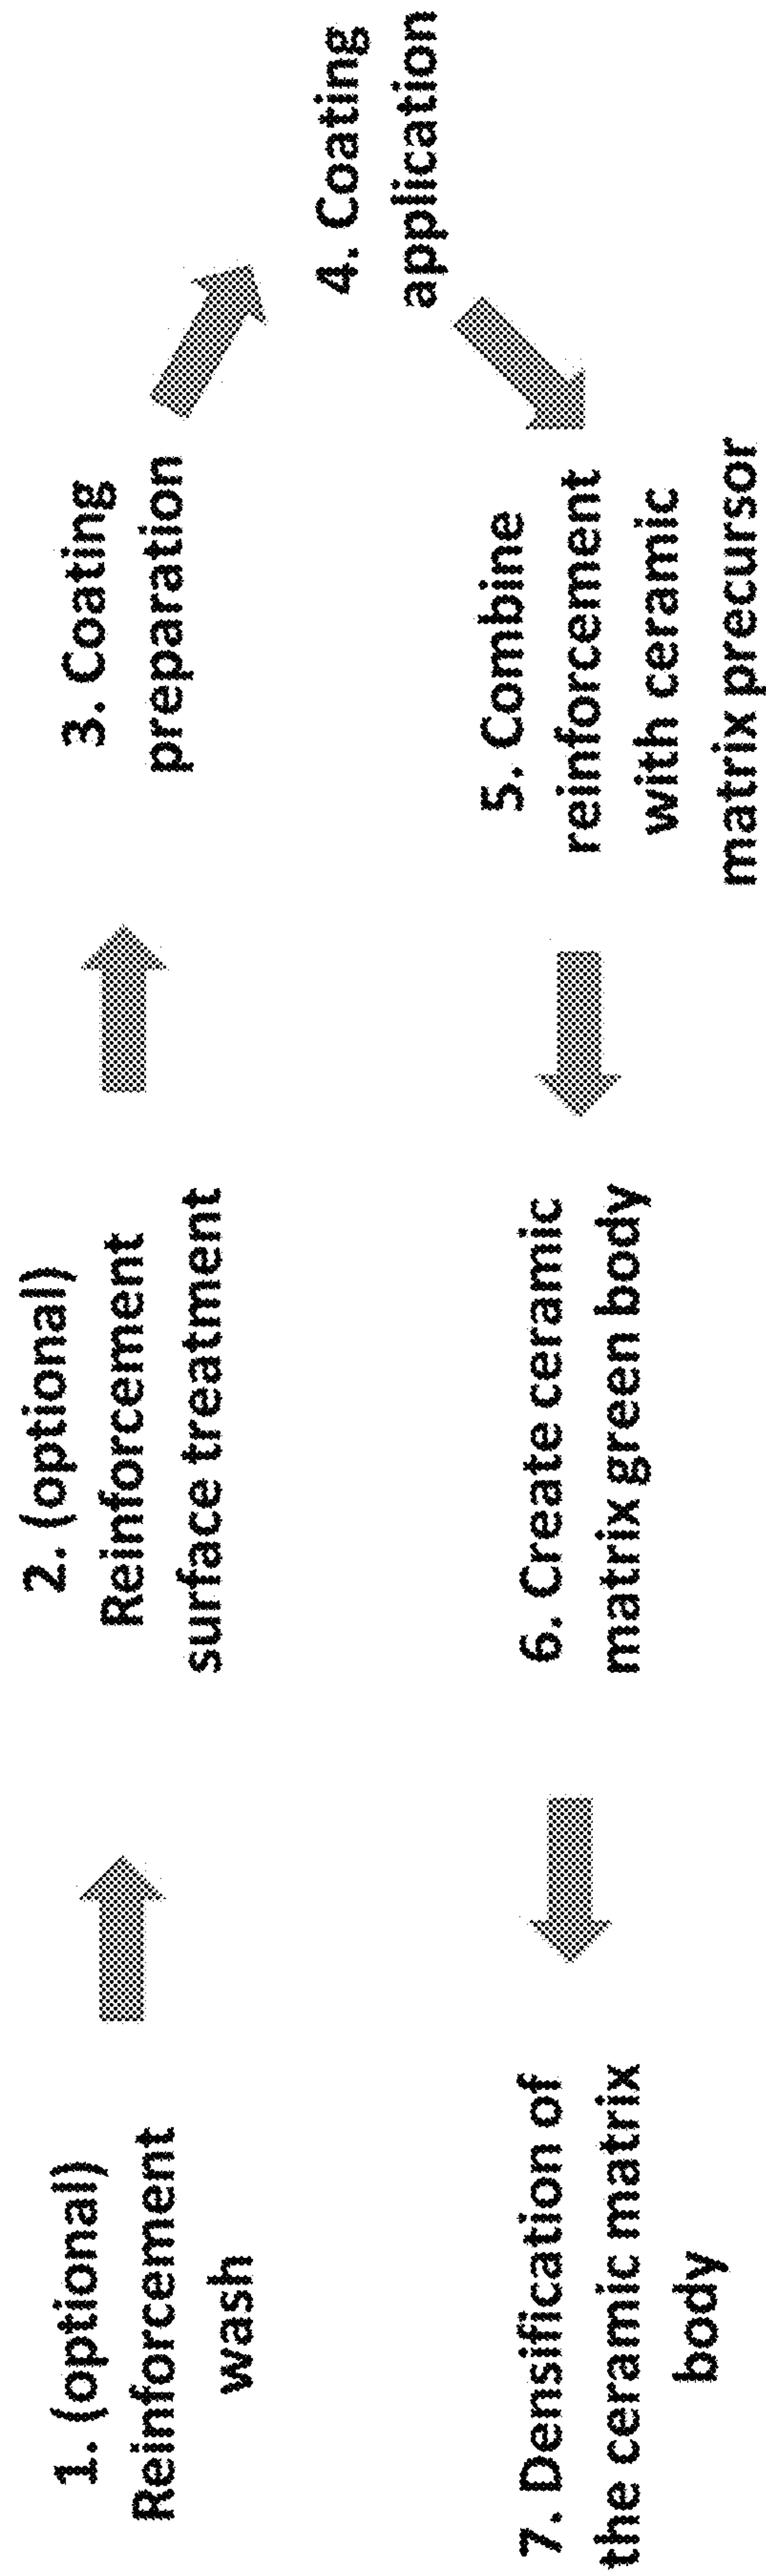 1. (optional)
Reinforcement
wash
2. (optional)
Reinforcement
surface treatment
3. Coating
preparation
4. Coating
application
5. Combine
reinforcement
with ceramic
matrix precursor
6. Create ceramic
matrix green body
7. Densification of
the ceramic matrix
body